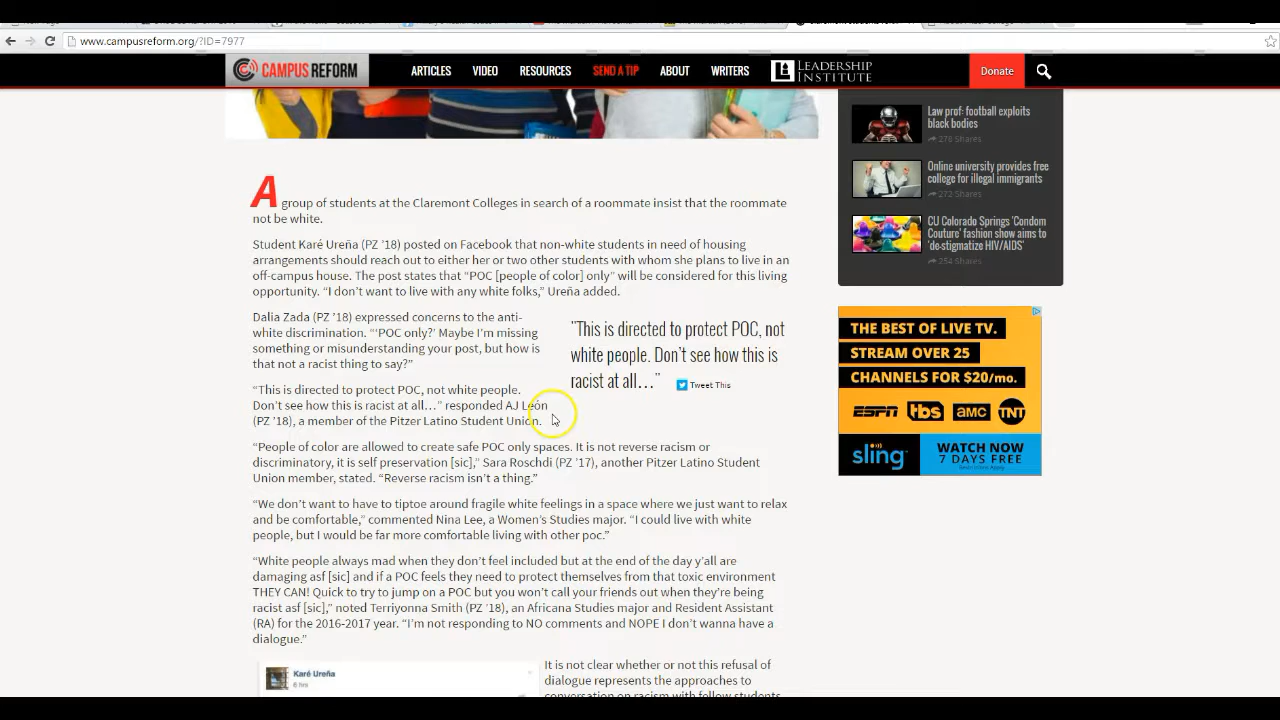 www.campusreform.org/?ID=7977
CAMPUS REFORM
ARTICLES VIDEO RESOURCES SEND A TIP ABOUT WRITERS
LEADERSHIP
INSTITUTE
Donate
A group of students at the Claremont Colleges in search of a roommate insist that the roommate
not be white.
Student Karé Ureña (PZ ’18) posted on Facebook that non-white students in need of housing
arrangements should reach out to either her or two other students with whom she plans to live in an
off-campus house. The post states that “POC [people of color] only” will be considered for this living
opportunity. “I don’t want to live with any white folks,” Ureña added.
Dalia Zada (PZ ’18) expressed concerns to the anti-
white discrimination. “‘POC only?’ Maybe I’m missing
something or misunderstanding your post, but how is
that not a racist thing to say?”
“This is directed to protect POC, not white people.
Don’t see how this is racist at all…” responded AJ León
(PZ ’18), a member of the Pitzer Latino Student Union.
"This is directed to protect POC, not
white people. Don’t see how this is
racist at all…"
Tweet This
“People of color are allowed to create safe POC only spaces. It is not reverse racism or
discriminatory, it is self preservation [sic],” Sara Roschdi (PZ ’17), another Pitzer Latino Student
Union member, stated. “Reverse racism isn’t a thing.”
“We don’t want to have to tiptoe around fragile white feelings in a space where we just want to relax
and be comfortable,” commented Nina Lee, a Women’s Studies major. “I could live with white
people, but I would be far more comfortable living with other poc.”
“White people always mad when they don’t feel included but at the end of the day y’all are
damaging asf [sic] and if a POC feels they need to protect themselves from that toxic environment
THEY CAN! Quick to try to jump on a POC but you won’t call your friends out when they’re being
racist asf [sic],” noted Terriyonna Smith (PZ ’18), an Africana Studies major and Resident Assistant
(RA) for the 2016-2017 year. “I’m not responding to NO comments and NOPE I don’t wanna have a
dialogue.”
Karé Ureña
6 hrs
It is not clear whether or not this refusal of
dialogue represents the approaches to
conversation on racism with fellow students
Law prof: football exploits
black bodies
278 Shares
Online university provides free
college for illegal immigrants
272 Shares
CU Colorado Springs 'Condom
Couture' fashion show aims to
'de-stigmatize HIV/AIDS'
254 Shares
THE BEST OF LIVE TV.
STREAM OVER 25
CHANNELS FOR $20/mo.
ESPN tbs AMC TNT
sling
WATCH NOW
7 DAYS FREE